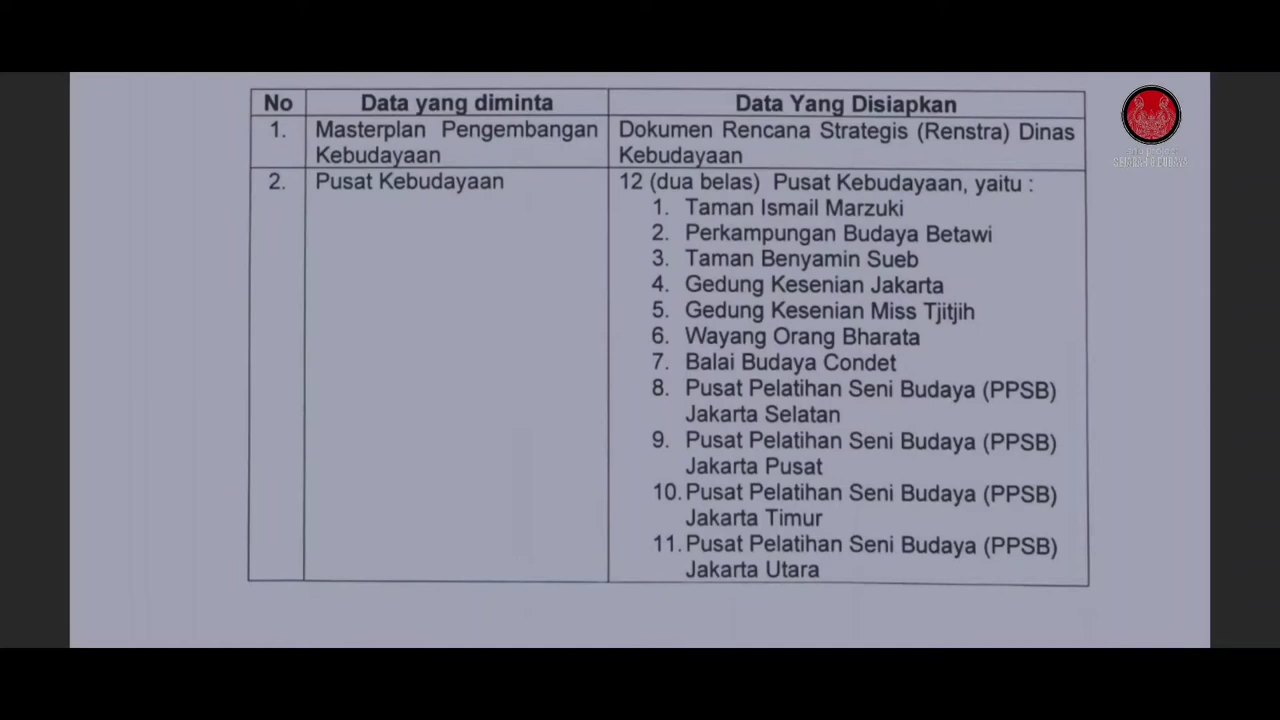 No Data yang diminta Data Yang Disiapkan
1. Masterplan Pengembangan Dokumen Rencana Strategis (Renstra) Dinas
Kebudayaan Kebudayaan
2. Pusat Kebudayaan 12 (dua belas) Pusat Kebudayaan, yaitu :
1. Taman Ismail Marzuki
2. Perkampungan Budaya Betawi
3. Taman Benyamin Sueb
4. Gedung Kesenian Jakarta
5. Gedung Kesenian Miss Tjitjih
6. Wayang Orang Bharata
7. Balai Budaya Condet
8. Pusat Pelatihan Seni Budaya (PPSB)
Jakarta Selatan
9. Pusat Pelatihan Seni Budaya (PPSB)
Jakarta Pusat
10. Pusat Pelatihan Seni Budaya (PPSB)
Jakarta Timur
11. Pusat Pelatihan Seni Budaya (PPSB)
Jakarta Utara